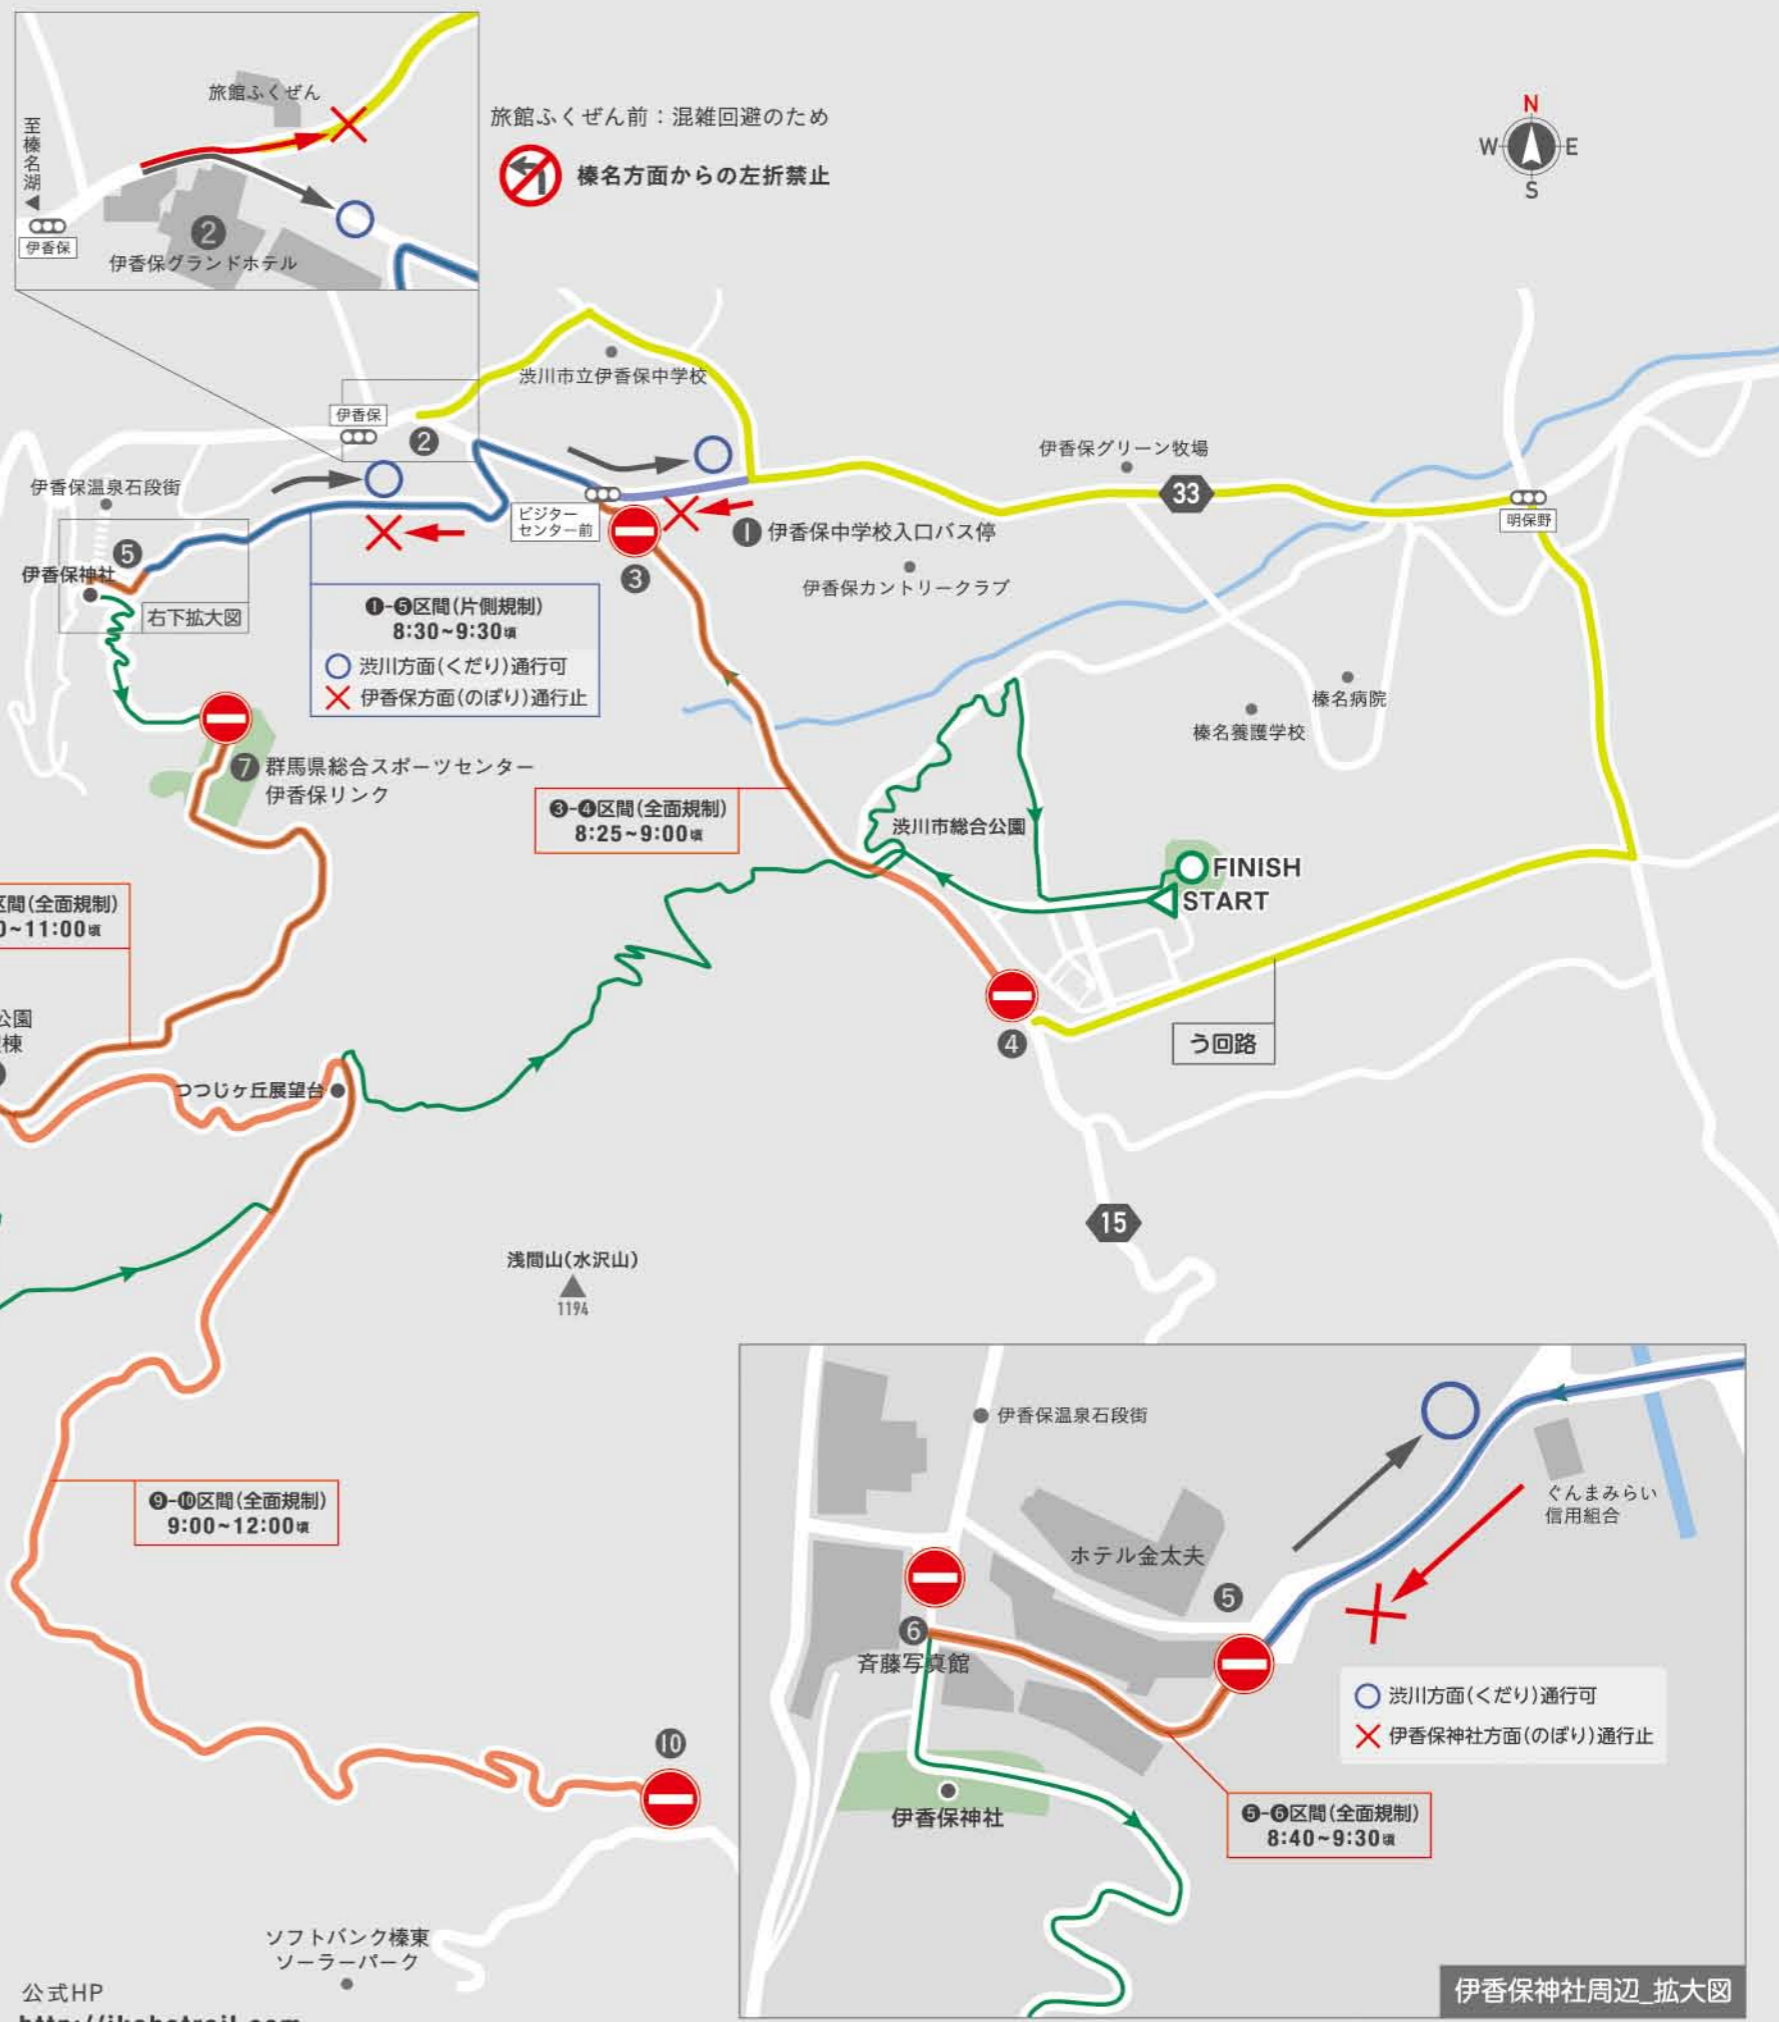 旅館ふくぜん
至榛名湖
伊香保
2
伊香保グランドホテル
旅館ふくぜん前：混雑回避のため
榛名方面からの左折禁止
N
W
E
S
渋川市立伊香保中学校
伊香保
2
伊香保グリーン牧場
33
明保野
伊香保温泉石段街
ビジター
センター前
1 伊香保中学校入口バス停
3
伊香保カントリークラブ
5
伊香保神社
右下拡大図
❶-❺区間(片側規制)
8:30~9:30頃
渋川方面(くだり)通行可
伊香保方面(のぼり)通行止
榛名病院
榛名養護学校
7 群馬県総合スポーツセンター
伊香保リンク
❸-❹区間(全面規制)
8:25~9:00頃
渋川市総合公園
FINISH
START
区間(全面規制)
0~11:00頃
公園
棟
4
う回路
つつじヶ丘展望台
15
浅間山(水沢山)
1194
❾-❿区間(全面規制)
9:00~12:00頃
10
伊香保温泉石段街
ぐんまみらい
信用組合
ホテル金太夫
5
6
斉藤写真館
渋川方面(くだり)通行可
伊香保神社方面(のぼり)通行止
伊香保神社
❺-❻区間(全面規制)
8:40~9:30頃
ソフトバンク榛東
ソーラーパーク
伊香保神社周辺_拡大図
公式HP
http://ikahotrail.com